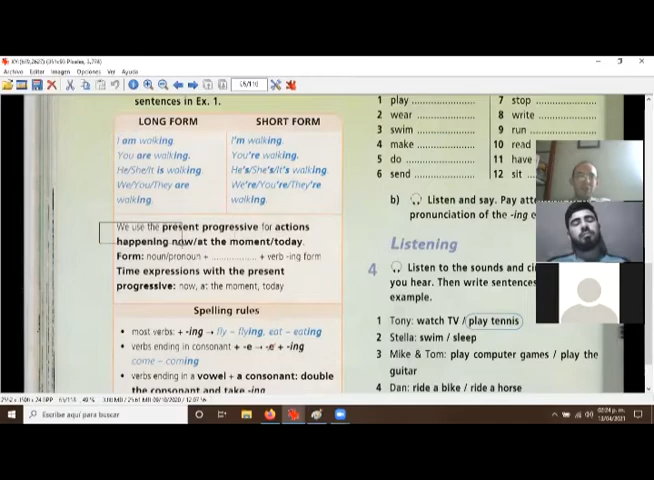 Archivo Editar Imagen Opciones Ver Ayuda
sentences in Ex. 1.
LONG FORM SHORT FORM
I am walking. I'm walking.
You are walking. You're walking.
He/She/It is walking. He's/She's/It's walking.
We/You/They are We're/You're/They're
walking. walking.
We use the present progressive for actions
happening now/at the moment/today.
Form: noun/pronoun + .................. + verb -ing form
Time expressions with the present
progressive: now, at the moment, today
Spelling rules
• most verbs: + -ing → fly – flying, eat – eating
• verbs ending in consonant + -e → -e + -ing
come – coming
• verbs ending in a vowel + a consonant: double
the consonant and take -ing
1 play ..................... 7 stop .....................
2 wear ..................... 8 write .....................
3 swim ..................... 9 run .....................
4 make ..................... 10 read
5 do ..................... 11 have
6 send ..................... 12 sit
b) Listen and say. Pay
pronunciation of the -ing
Listening
4 Listen to the sounds and
you hear. Then write
example.
1 Tony: watch TV / play tennis
2 Stella: swim / sleep
3 Mike & Tom: play computer games / play the
guitar
4 Dan: ride a bike / ride a horse
Escribe aquí para buscar
02:24 p. m.